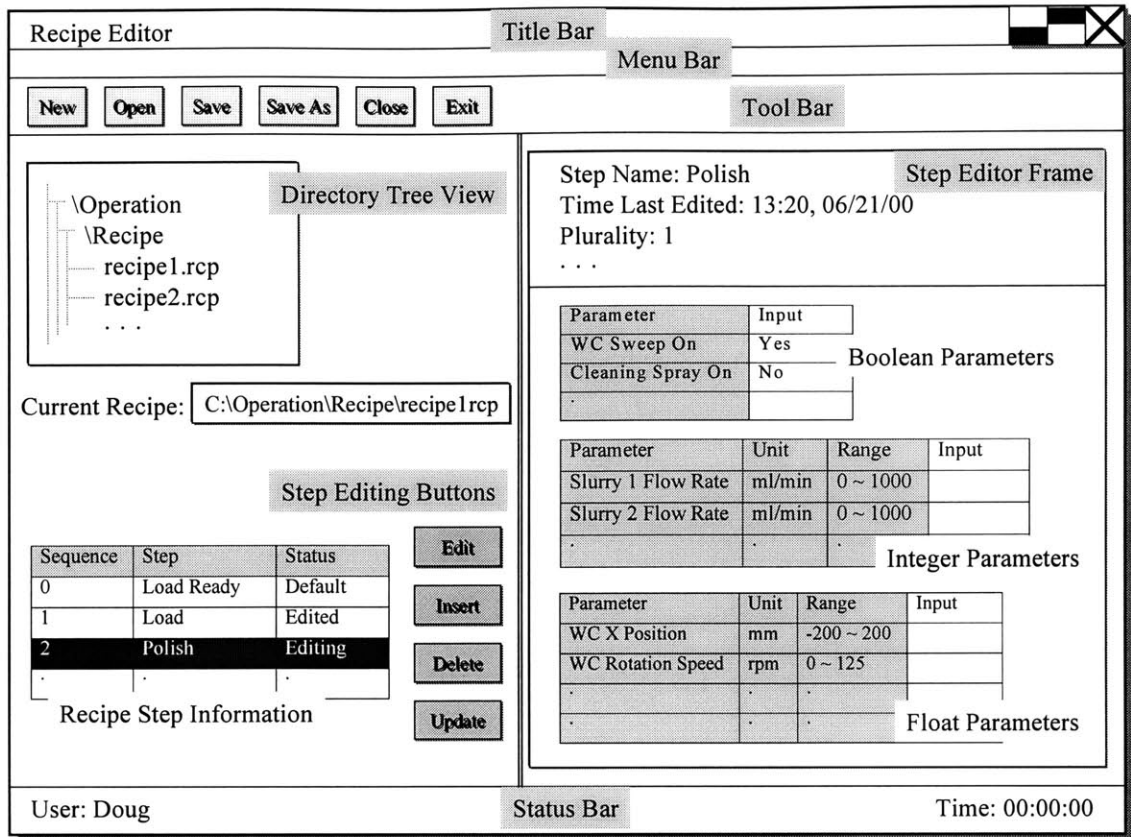 Recipe Editor
Title Bar
Menu Bar
New Open Save Save As Close Exit
Tool Bar
Directory Tree View
\Operation
\Recipe
recipe1.rcp
recipe2.rcp
. . .
Current Recipe: C:\Operation\Recipe\recipe1rcp
Step Editing Buttons
Sequence Step Status
0 Load Ready Default
1 Load Edited
2 Polish Editing
. . .
Recipe Step Information
Edit
Insert
Delete
Update
Step Editor Frame
Step Name: Polish
Time Last Edited: 13:20, 06/21/00
Plurality: 1
. . .
Parameter Input
WC Sweep On Yes
Cleaning Spray On No
.
Boolean Parameters
Parameter Unit Range Input
Slurry 1 Flow Rate ml/min 0 ~ 1000
Slurry 2 Flow Rate ml/min 0 ~ 1000
. . .
Integer Parameters
Parameter Unit Range Input
WC X Position mm -200 ~ 200
WC Rotation Speed rpm 0 ~ 125
. . .
. . .
Float Parameters
User: Doug
Status Bar
Time: 00:00:00